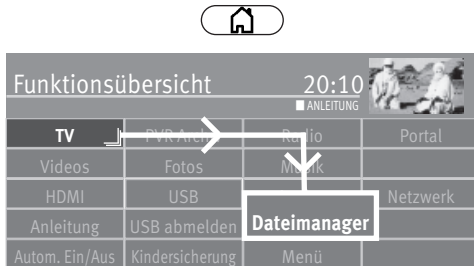 Funktionsübersicht 20:10
ANLEITUNG
TV PVR Archiv Radio Portal
Videos Fotos Musik
HDMI USB Dateimanager Netzwerk
Anleitung USB abmelden
Autom. Ein/Aus Kindersicherung Menü